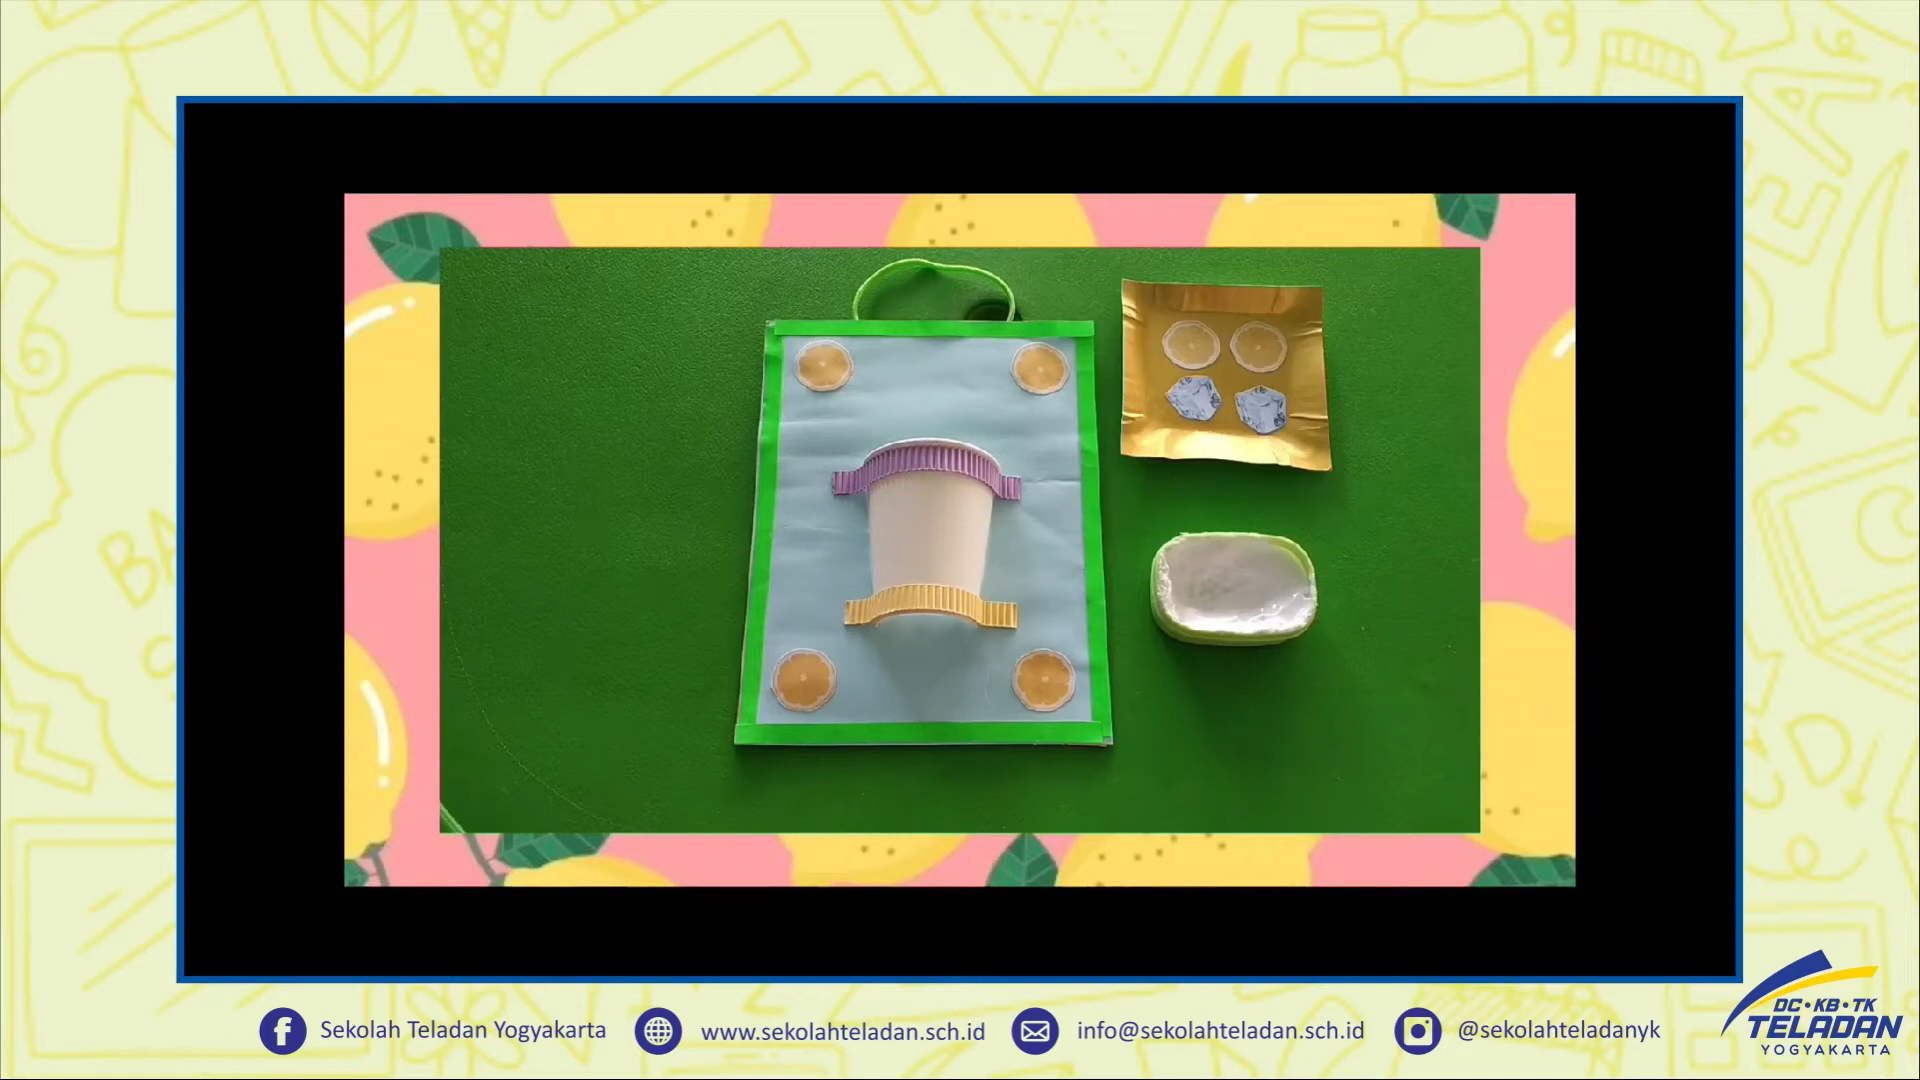 Sekolah Teladan Yogyakarta
www.sekolahteladan.sch.id
info@sekolahteladan.sch.id
@sekolahteladanyk
DC•KB•TK
TELADAN
YOGYAKARTA